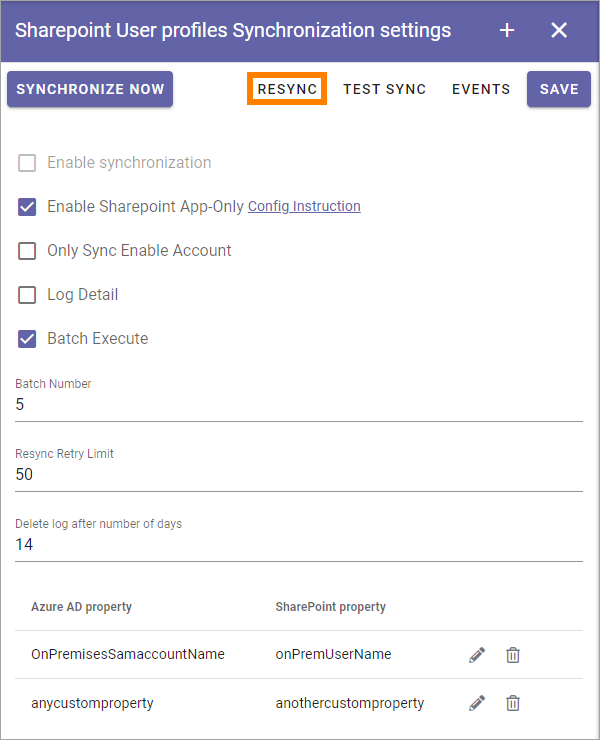 Sharepoint User profiles Synchronization settings
SYNCHRONIZE NOW RESYNC TEST SYNC EVENTS SAVE
Enable synchronization
Enable Sharepoint App-Only Config Instruction
Only Sync Enable Account
Log Detail
Batch Execute
Batch Number
5
Resync Retry Limit
50
Delete log after number of days
14
Azure AD property SharePoint property
OnPremisesSamaccountName onPremUserName
anycustomproperty anothercustomproperty